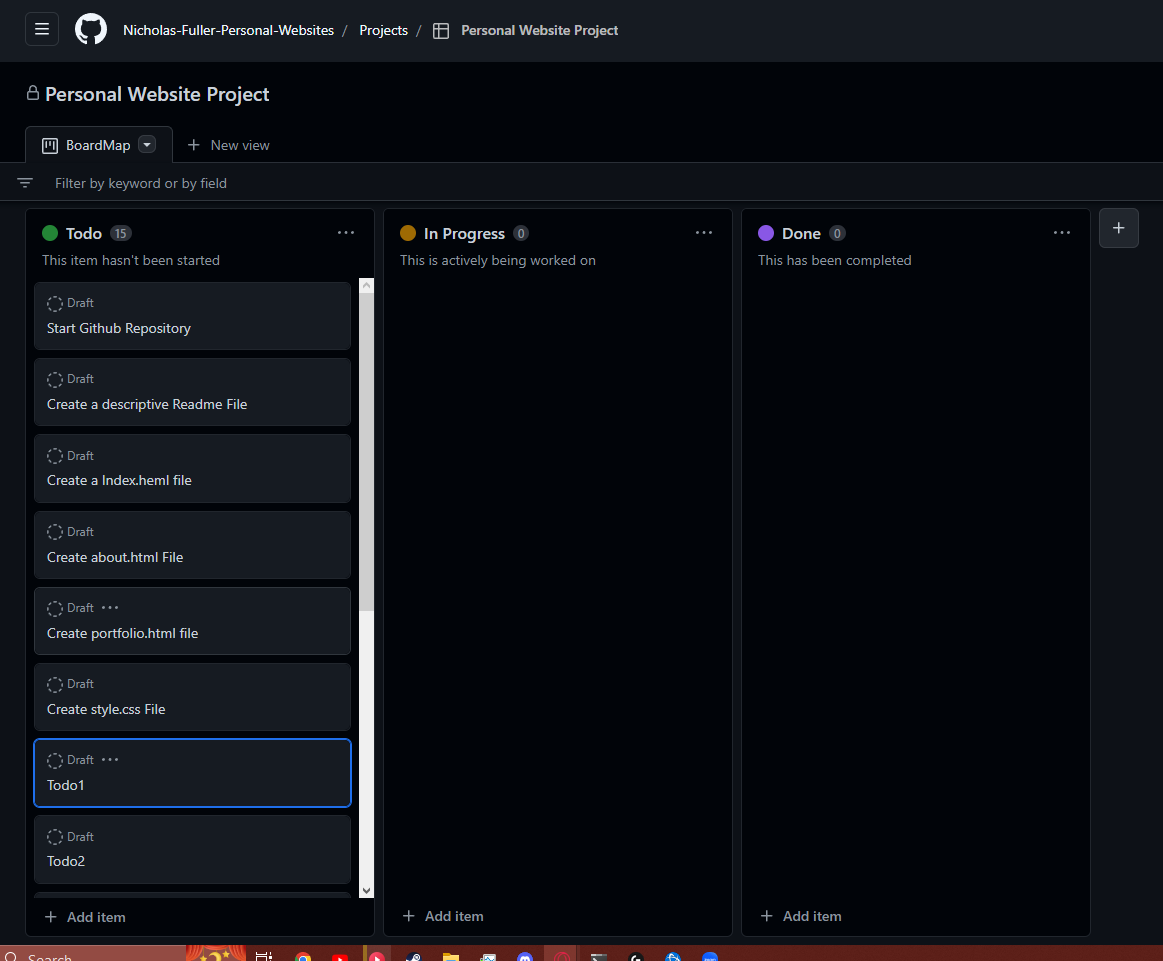 Nicholas-Fuller-Personal-Websites / Projects / Personal Website Project
Personal Website Project
BoardMap New view
Filter by keyword or by field
Todo 15
This item hasn't been started
Draft
Start Github Repository
Draft
Create a descriptive Readme File
Draft
Create a Index.heml file
Draft
Create about.html File
Draft
Create portfolio.html file
Draft
Create style.css File
Draft
Todo1
Draft
Todo2
Add item
In Progress 0
This is actively being worked on
Add item
Done 0
This has been completed
Add item
Search